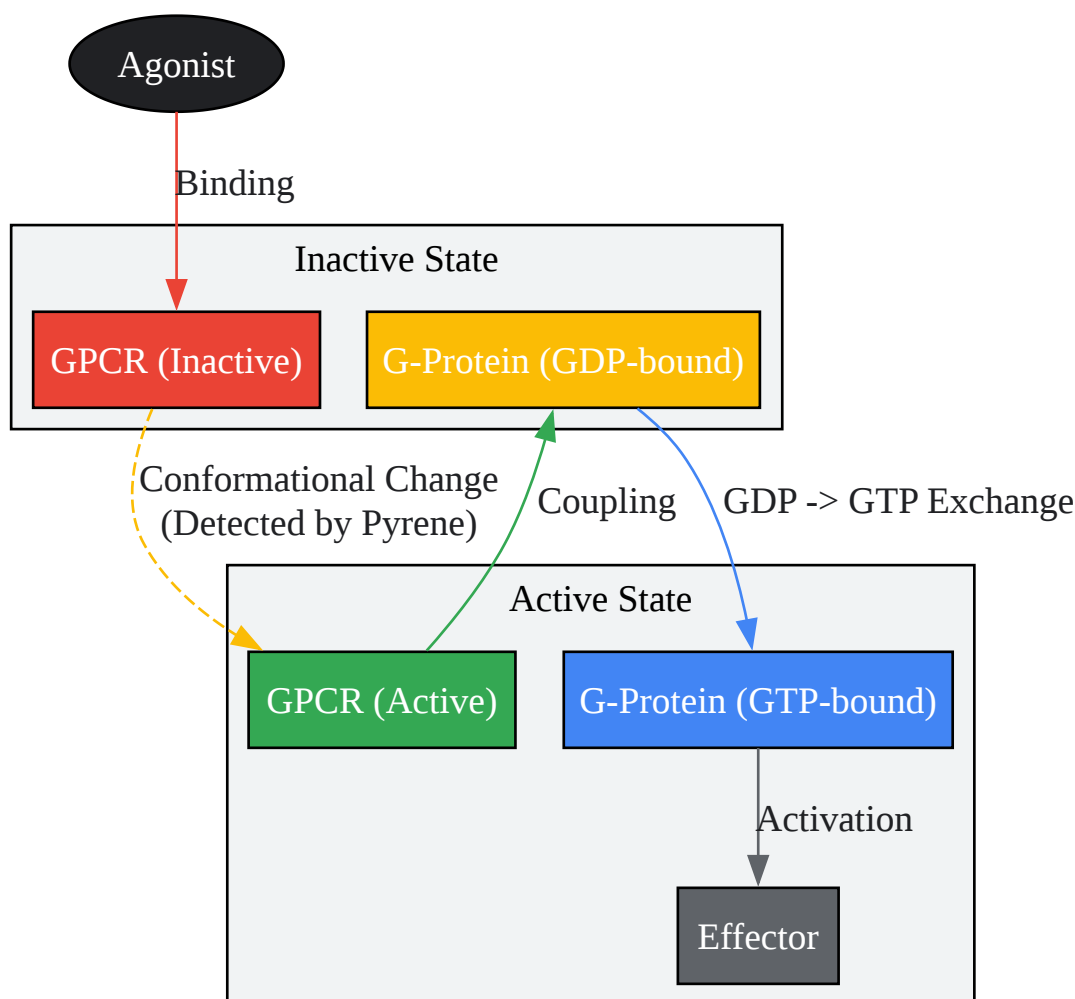 Agonist
Binding
Inactive State
GPCR (Inactive)
G-Protein (GDP-bound)
Conformational Change
(Detected by Pyrene)
Coupling
GDP -> GTP Exchange
Active State
GPCR (Active)
G-Protein (GTP-bound)
Activation
Effector